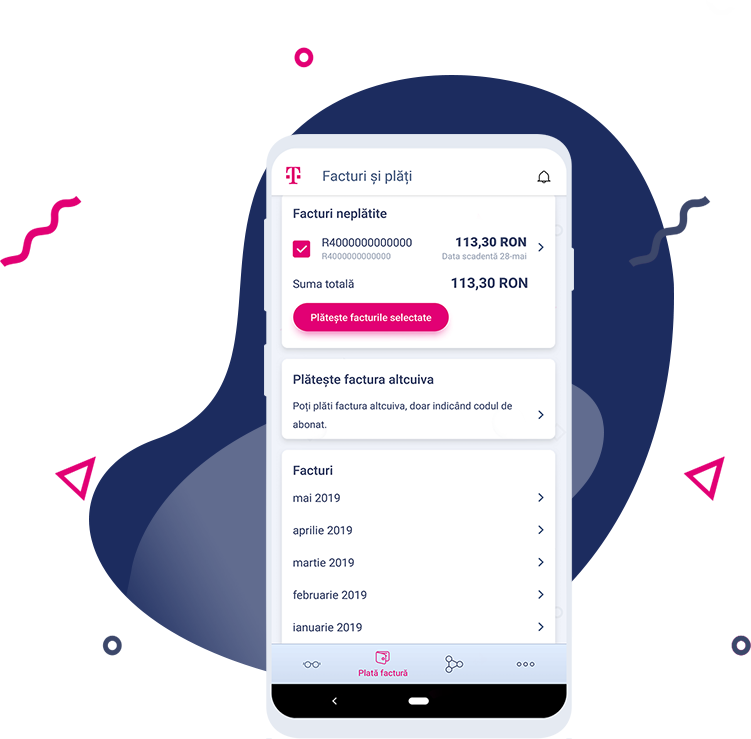 T Facturi și plăți
Facturi neplătite
R4000000000000 113,30 RON
R4000000000000 Data scadentă 28-mai
Suma totală 113,30 RON
Plătește facturile selectate
Plătește factura altcuiva
Poți plăti factura altcuiva, doar indicând codul de
abonat.
Facturi
mai 2019
aprilie 2019
martie 2019
februarie 2019
ianuarie 2019
Plată factură